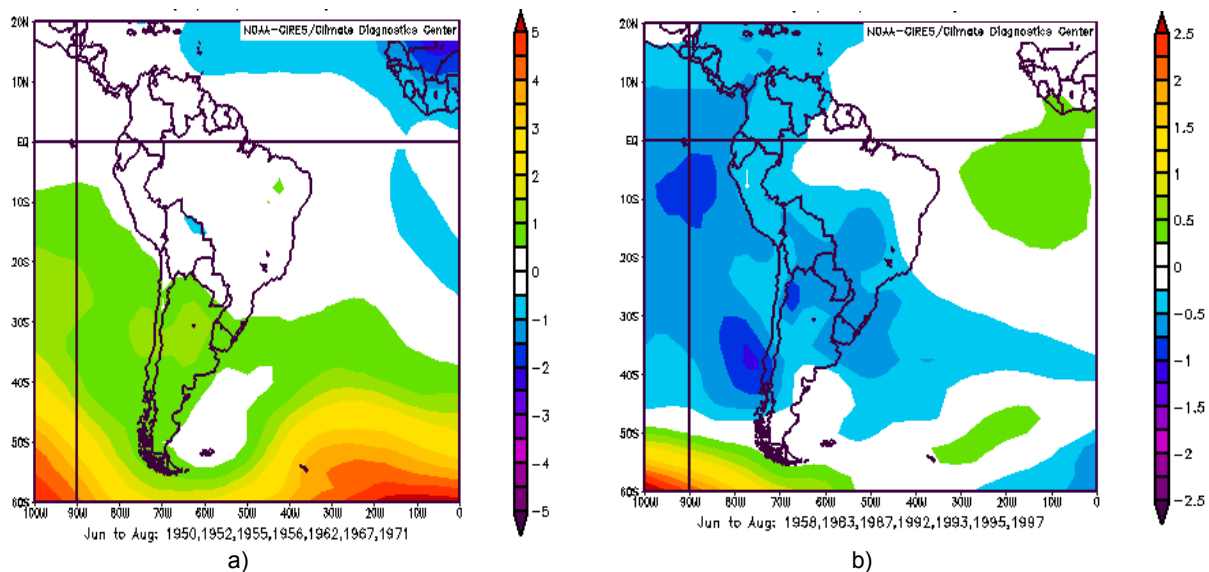 NOAA-CIRES/Climate Diagnostics Center
20N
10N
EQ
10S
20S
30S
40S
50S
60S
100W 90W 80W 70W 60W 50W 40W 30W 20W 10W 0
Jun to Aug: 1950,1952,1955,1956,1962,1967,1971
5
4
3
2
1
0
-1
-2
-3
-4
-5
a)
NOAA-CIRES/Climate Diagnostics Center
20N
10N
EQ
10S
20S
30S
40S
50S
60S
100W 90W 80W 70W 60W 50W 40W 30W 20W 10W 0
Jun to Aug: 1958,1963,1987,1992,1993,1995,1997
2.5
2
1.5
1
0.5
0
-0.5
-1
-1.5
-2
-2.5
b)